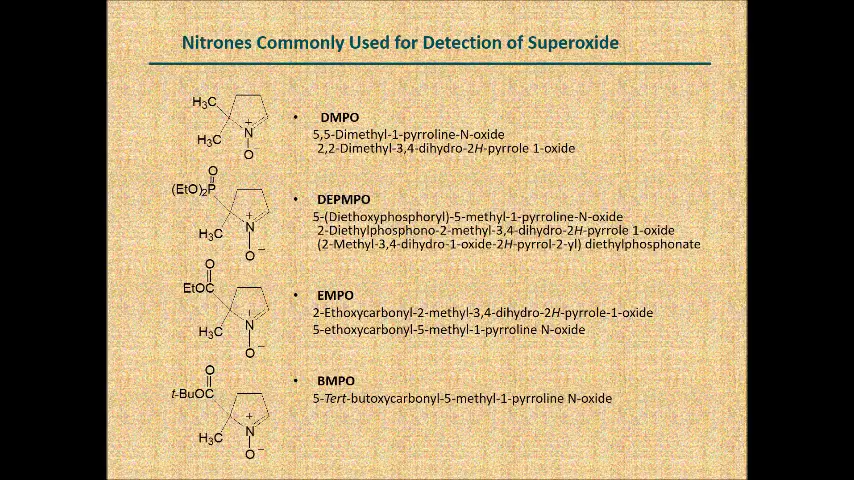 Nitrones Commonly Used for Detection of Superoxide
H₃C
H₃C
+
N
O
• DMPO
5,5-Dimethyl-1-pyrroline-N-oxide
2,2-Dimethyl-3,4-dihydro-2H-pyrrole 1-oxide
O
(EtO)₂P
+
H₃C
N
O⁻
• DEPMPO
5-(Diethoxyphosphoryl)-5-methyl-1-pyrroline-N-oxide
2-Diethylphosphono-2-methyl-3,4-dihydro-2H-pyrrole 1-oxide
(2-Methyl-3,4-dihydro-1-oxide-2H-pyrrol-2-yl) diethylphosphonate
O
EtOC
+
H₃C
N
O⁻
• EMPO
2-Ethoxycarbonyl-2-methyl-3,4-dihydro-2H-pyrrole-1-oxide
5-ethoxycarbonyl-5-methyl-1-pyrroline N-oxide
O
t-BuOC
+
H₃C
N
O⁻
• BMPO
5-Tert-butoxycarbonyl-5-methyl-1-pyrroline N-oxide